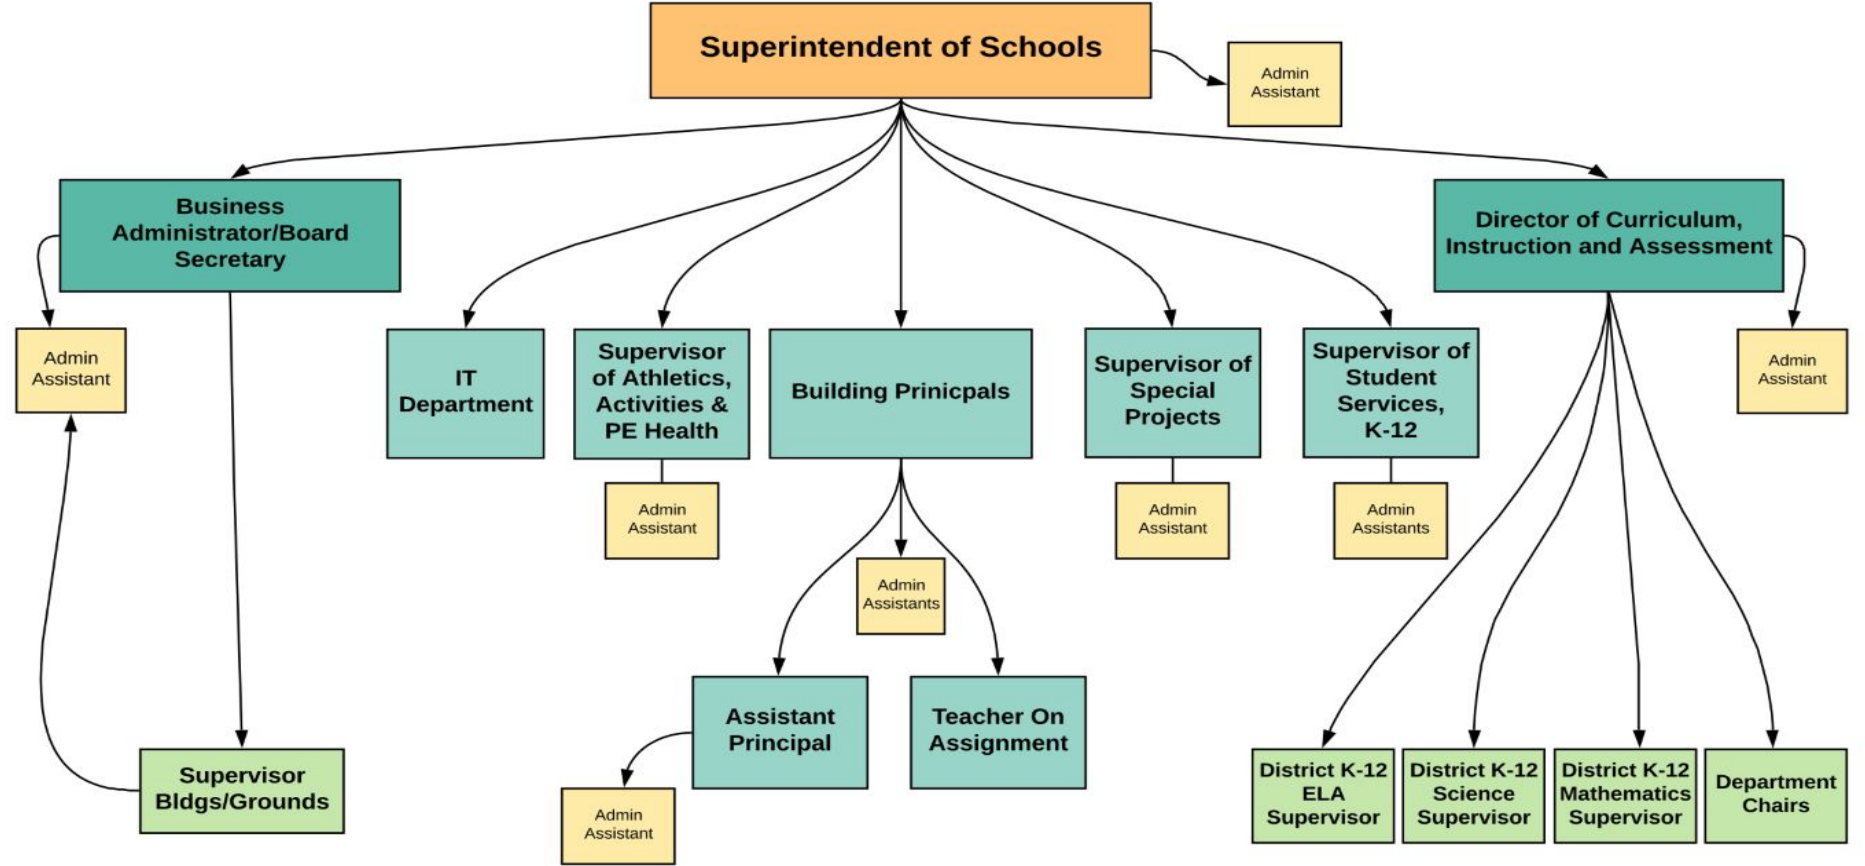 Superintendent of Schools
Admin
Assistant
Business
Administrator/Board
Secretary
Director of Curriculum,
Instruction and Assessment
Admin
Assistant
IT
Department
Supervisor
of Athletics,
Activities &
PE Health
Building Prinicpals
Supervisor of
Special
Projects
Supervisor of
Student
Services,
K-12
Admin
Assistant
Admin
Assistant
Admin
Assistants
Admin
Assistant
Admin
Assistants
Assistant
Principal
Teacher On
Assignment
Admin
Assistant
Supervisor
Bldgs/Grounds
District K-12
ELA
Supervisor
District K-12
Science
Supervisor
District K-12
Mathematics
Supervisor
Department
Chairs